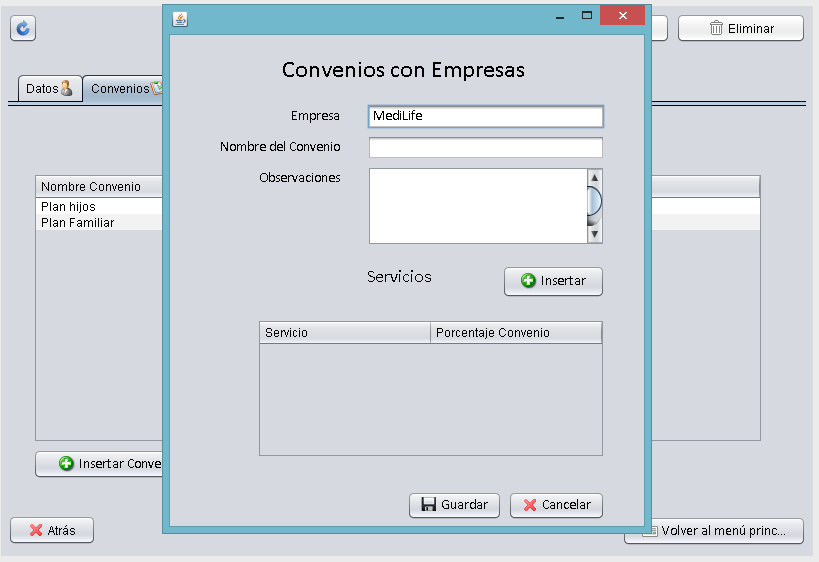 Eliminar
Datos
Convenios
Convenios con Empresas
Empresa
MediLife
Nombre del Convenio
Observaciones
Nombre Convenio
Plan hijos
Plan Familiar
Servicios
Insertar
Servicio
Porcentaje Convenio
Insertar Conve
Guardar
Cancelar
Atrás
Volver al menú princ...